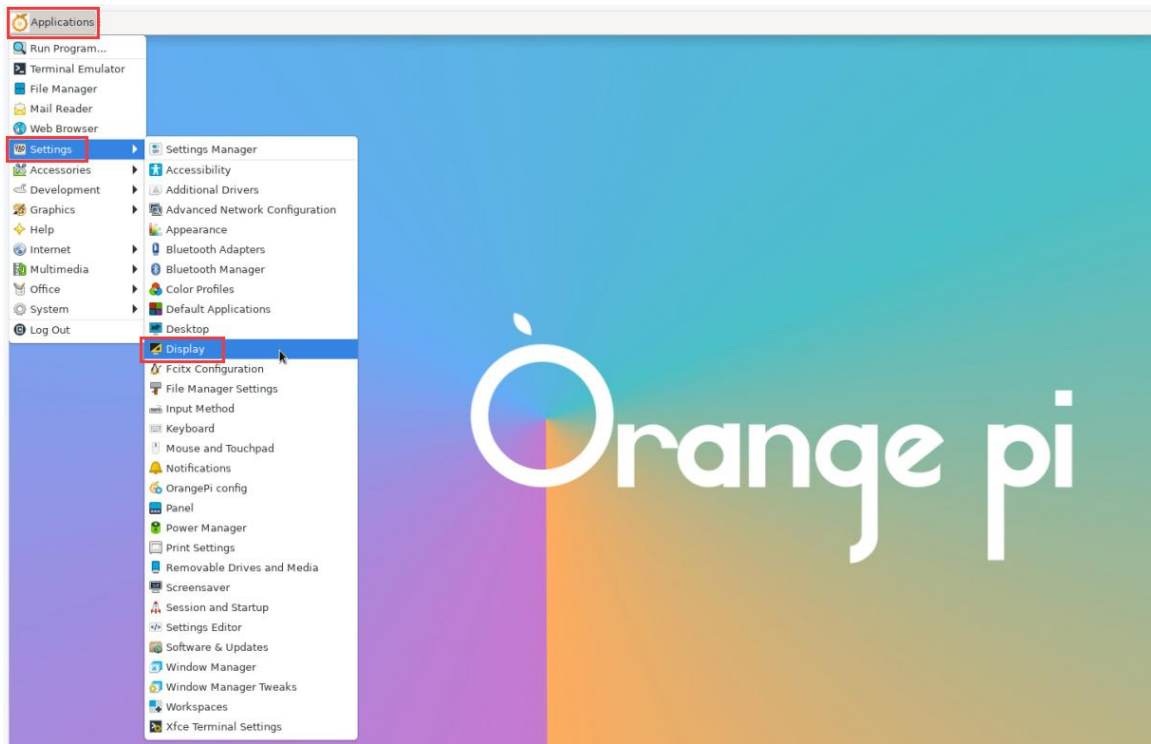 Applications
Run Program...
Terminal Emulator
File Manager
Mail Reader
Web Browser
Settings
Accessories
Development
Graphics
Help
Internet
Multimedia
Office
System
Log Out
Settings Manager
Accessibility
Additional Drivers
Advanced Network Configuration
Appearance
Bluetooth Adapters
Bluetooth Manager
Color Profiles
Default Applications
Desktop
Display
Fcitx Configuration
File Manager Settings
Input Method
Keyboard
Mouse and Touchpad
Notifications
OrangePi config
Panel
Power Manager
Print Settings
Removable Drives and Media
Screensaver
Session and Startup
Settings Editor
Software & Updates
Window Manager
Window Manager Tweaks
Workspaces
Xfce Terminal Settings
Orange pi